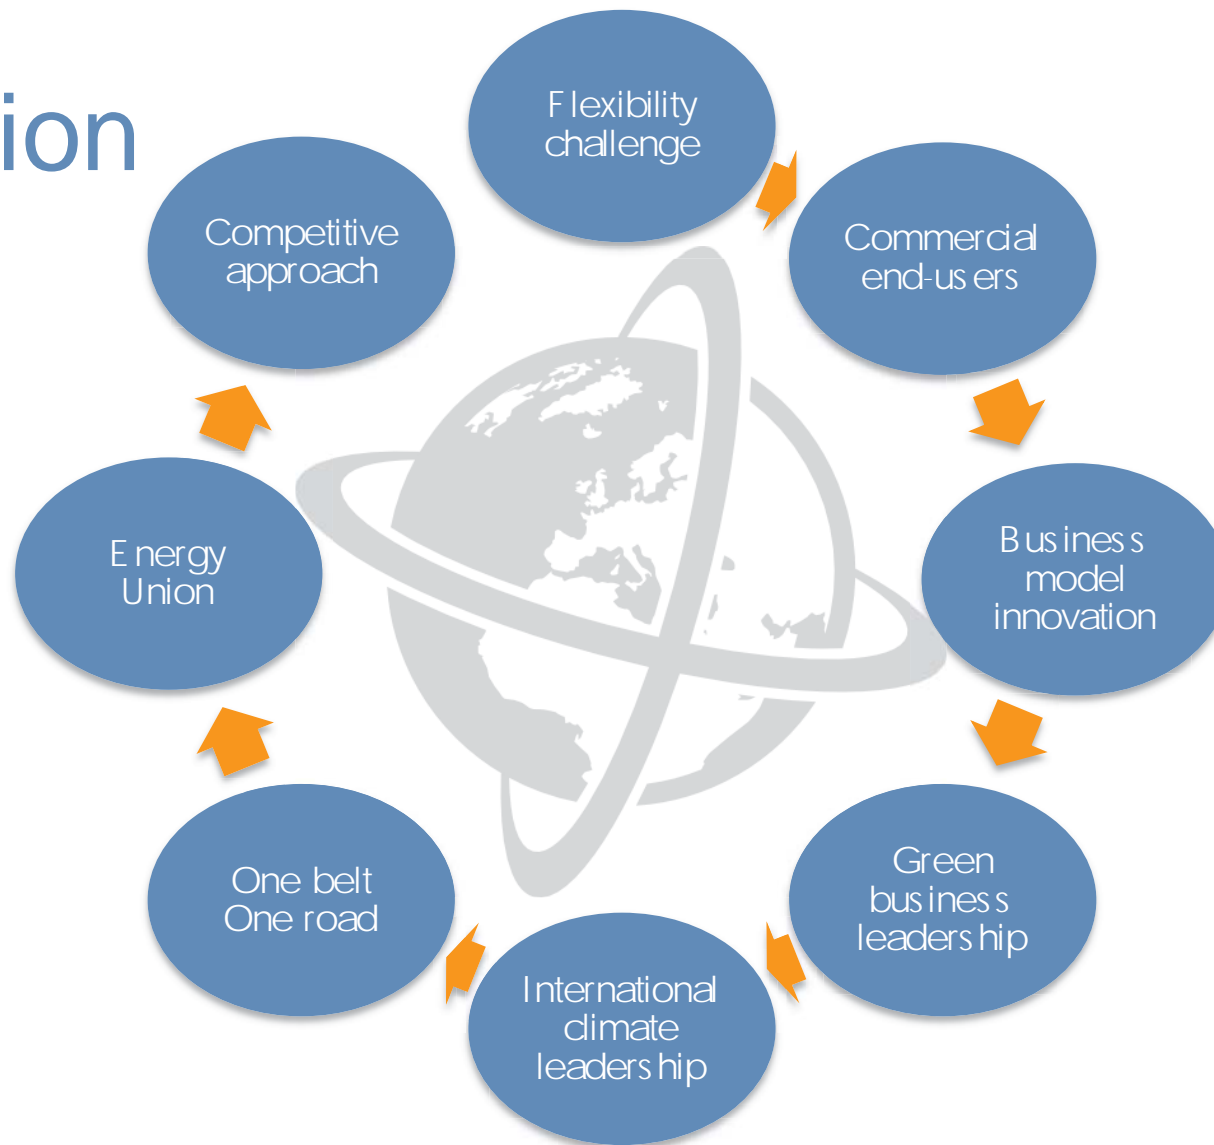 ion
Flexibility
challenge
Commercial
end-users
Business
model
innovation
Green
business
leadership
International
climate
leadership
One belt
One road
Energy
Union
Competitive
approach